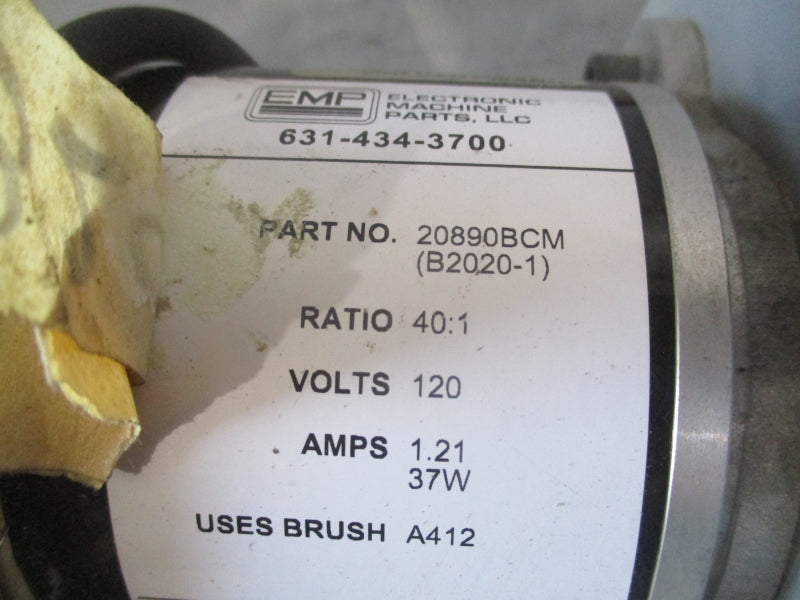 EMP ELECTRONIC
MACHINE
PARTS, LLC
631-434-3700
PART NO. 20890BCM
(B2020-1)
RATIO 40:1
VOLTS 120
AMPS 1.21
37W
USES BRUSH A412